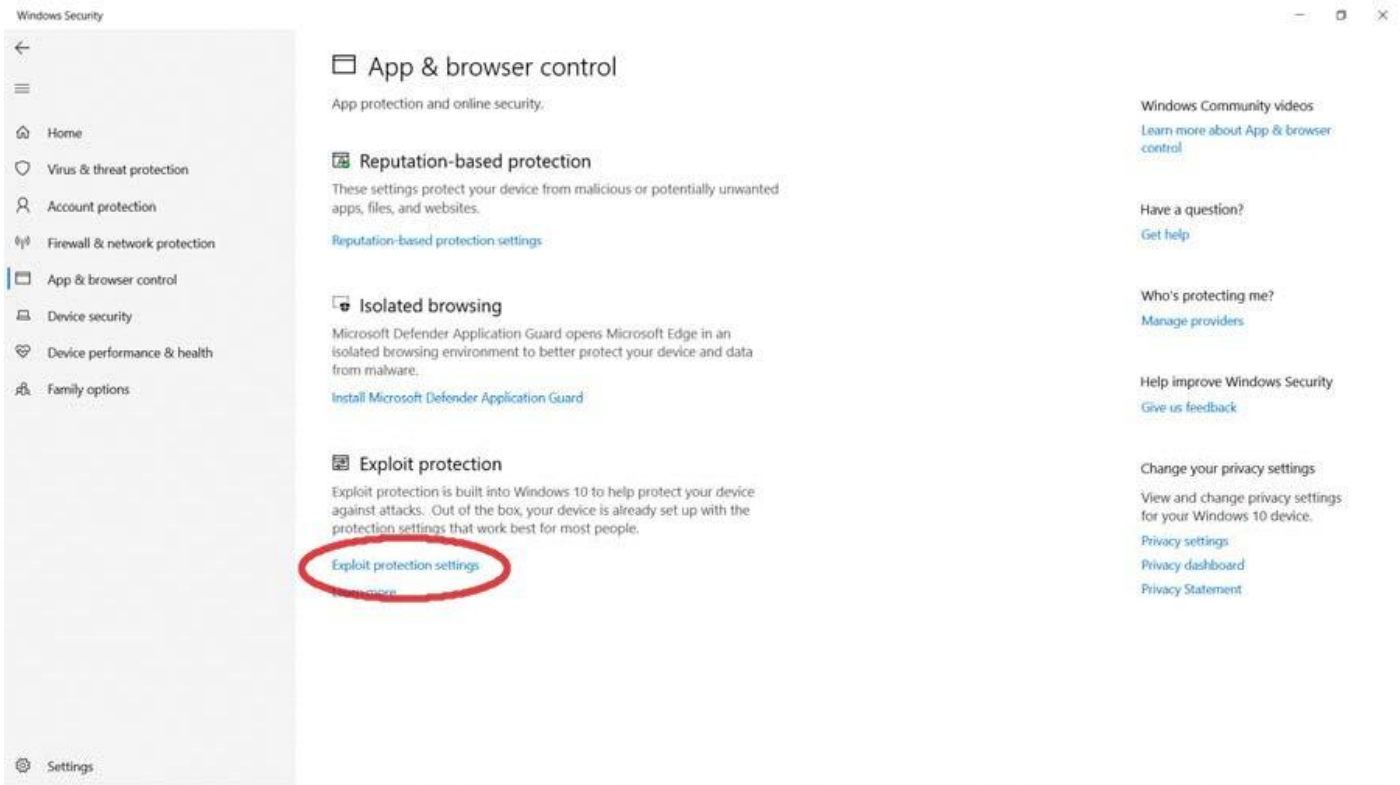 Windows Security
Home
Virus & threat protection
Account protection
Firewall & network protection
App & browser control
Device security
Device performance & health
Family options
Settings
App & browser control
App protection and online security.
Reputation-based protection
These settings protect your device from malicious or potentially unwanted
apps, files, and websites.
Reputation-based protection settings
Isolated browsing
Microsoft Defender Application Guard opens Microsoft Edge in an
isolated browsing environment to better protect your device and data
from malware.
Install Microsoft Defender Application Guard
Exploit protection
Exploit protection is built into Windows 10 to help protect your device
against attacks. Out of the box, your device is already set up with the
protection settings that work best for most people.
Exploit protection settings
Learn more
Windows Community videos
Learn more about App & browser
control
Have a question?
Get help
Who's protecting me?
Manage providers
Help improve Windows Security
Give us feedback
Change your privacy settings
View and change privacy settings
for your Windows 10 device.
Privacy settings
Privacy dashboard
Privacy Statement